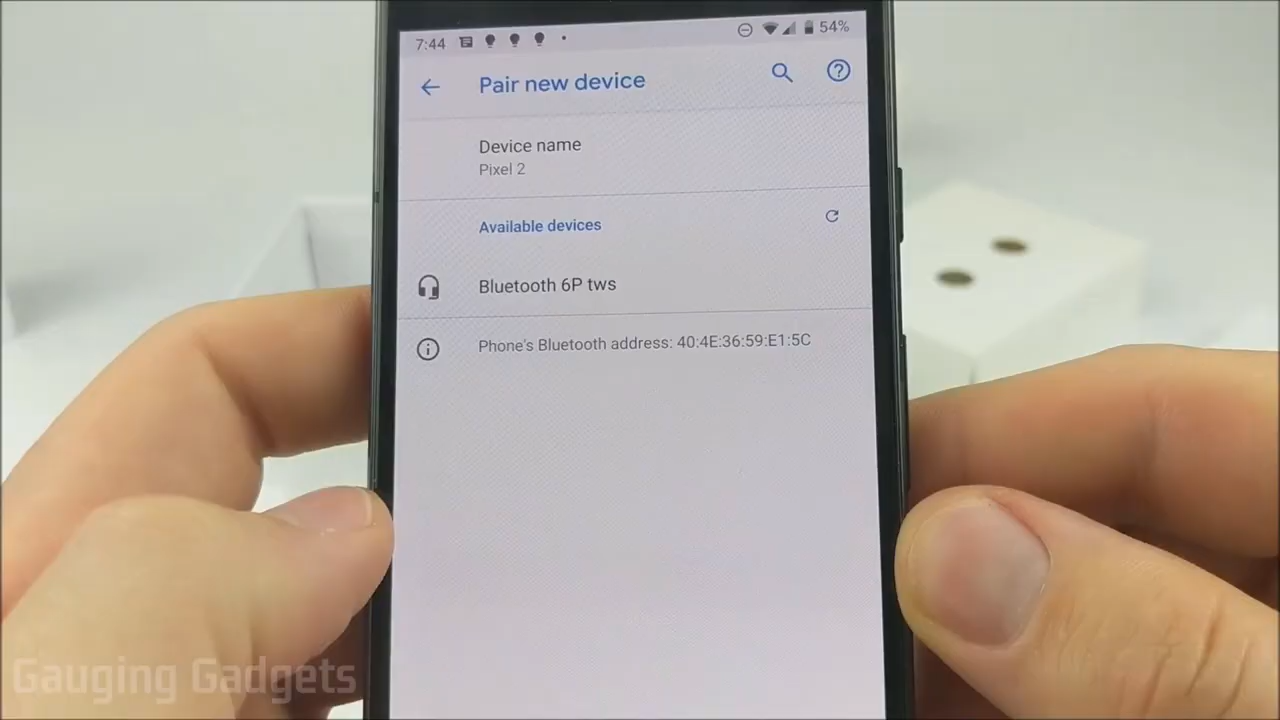 7:44 54%
Pair new device
Device name
Pixel 2
Available devices
Bluetooth 6P tws
Phone's Bluetooth address: 40:4E:36:59:E1:5C
Gauging Gadgets